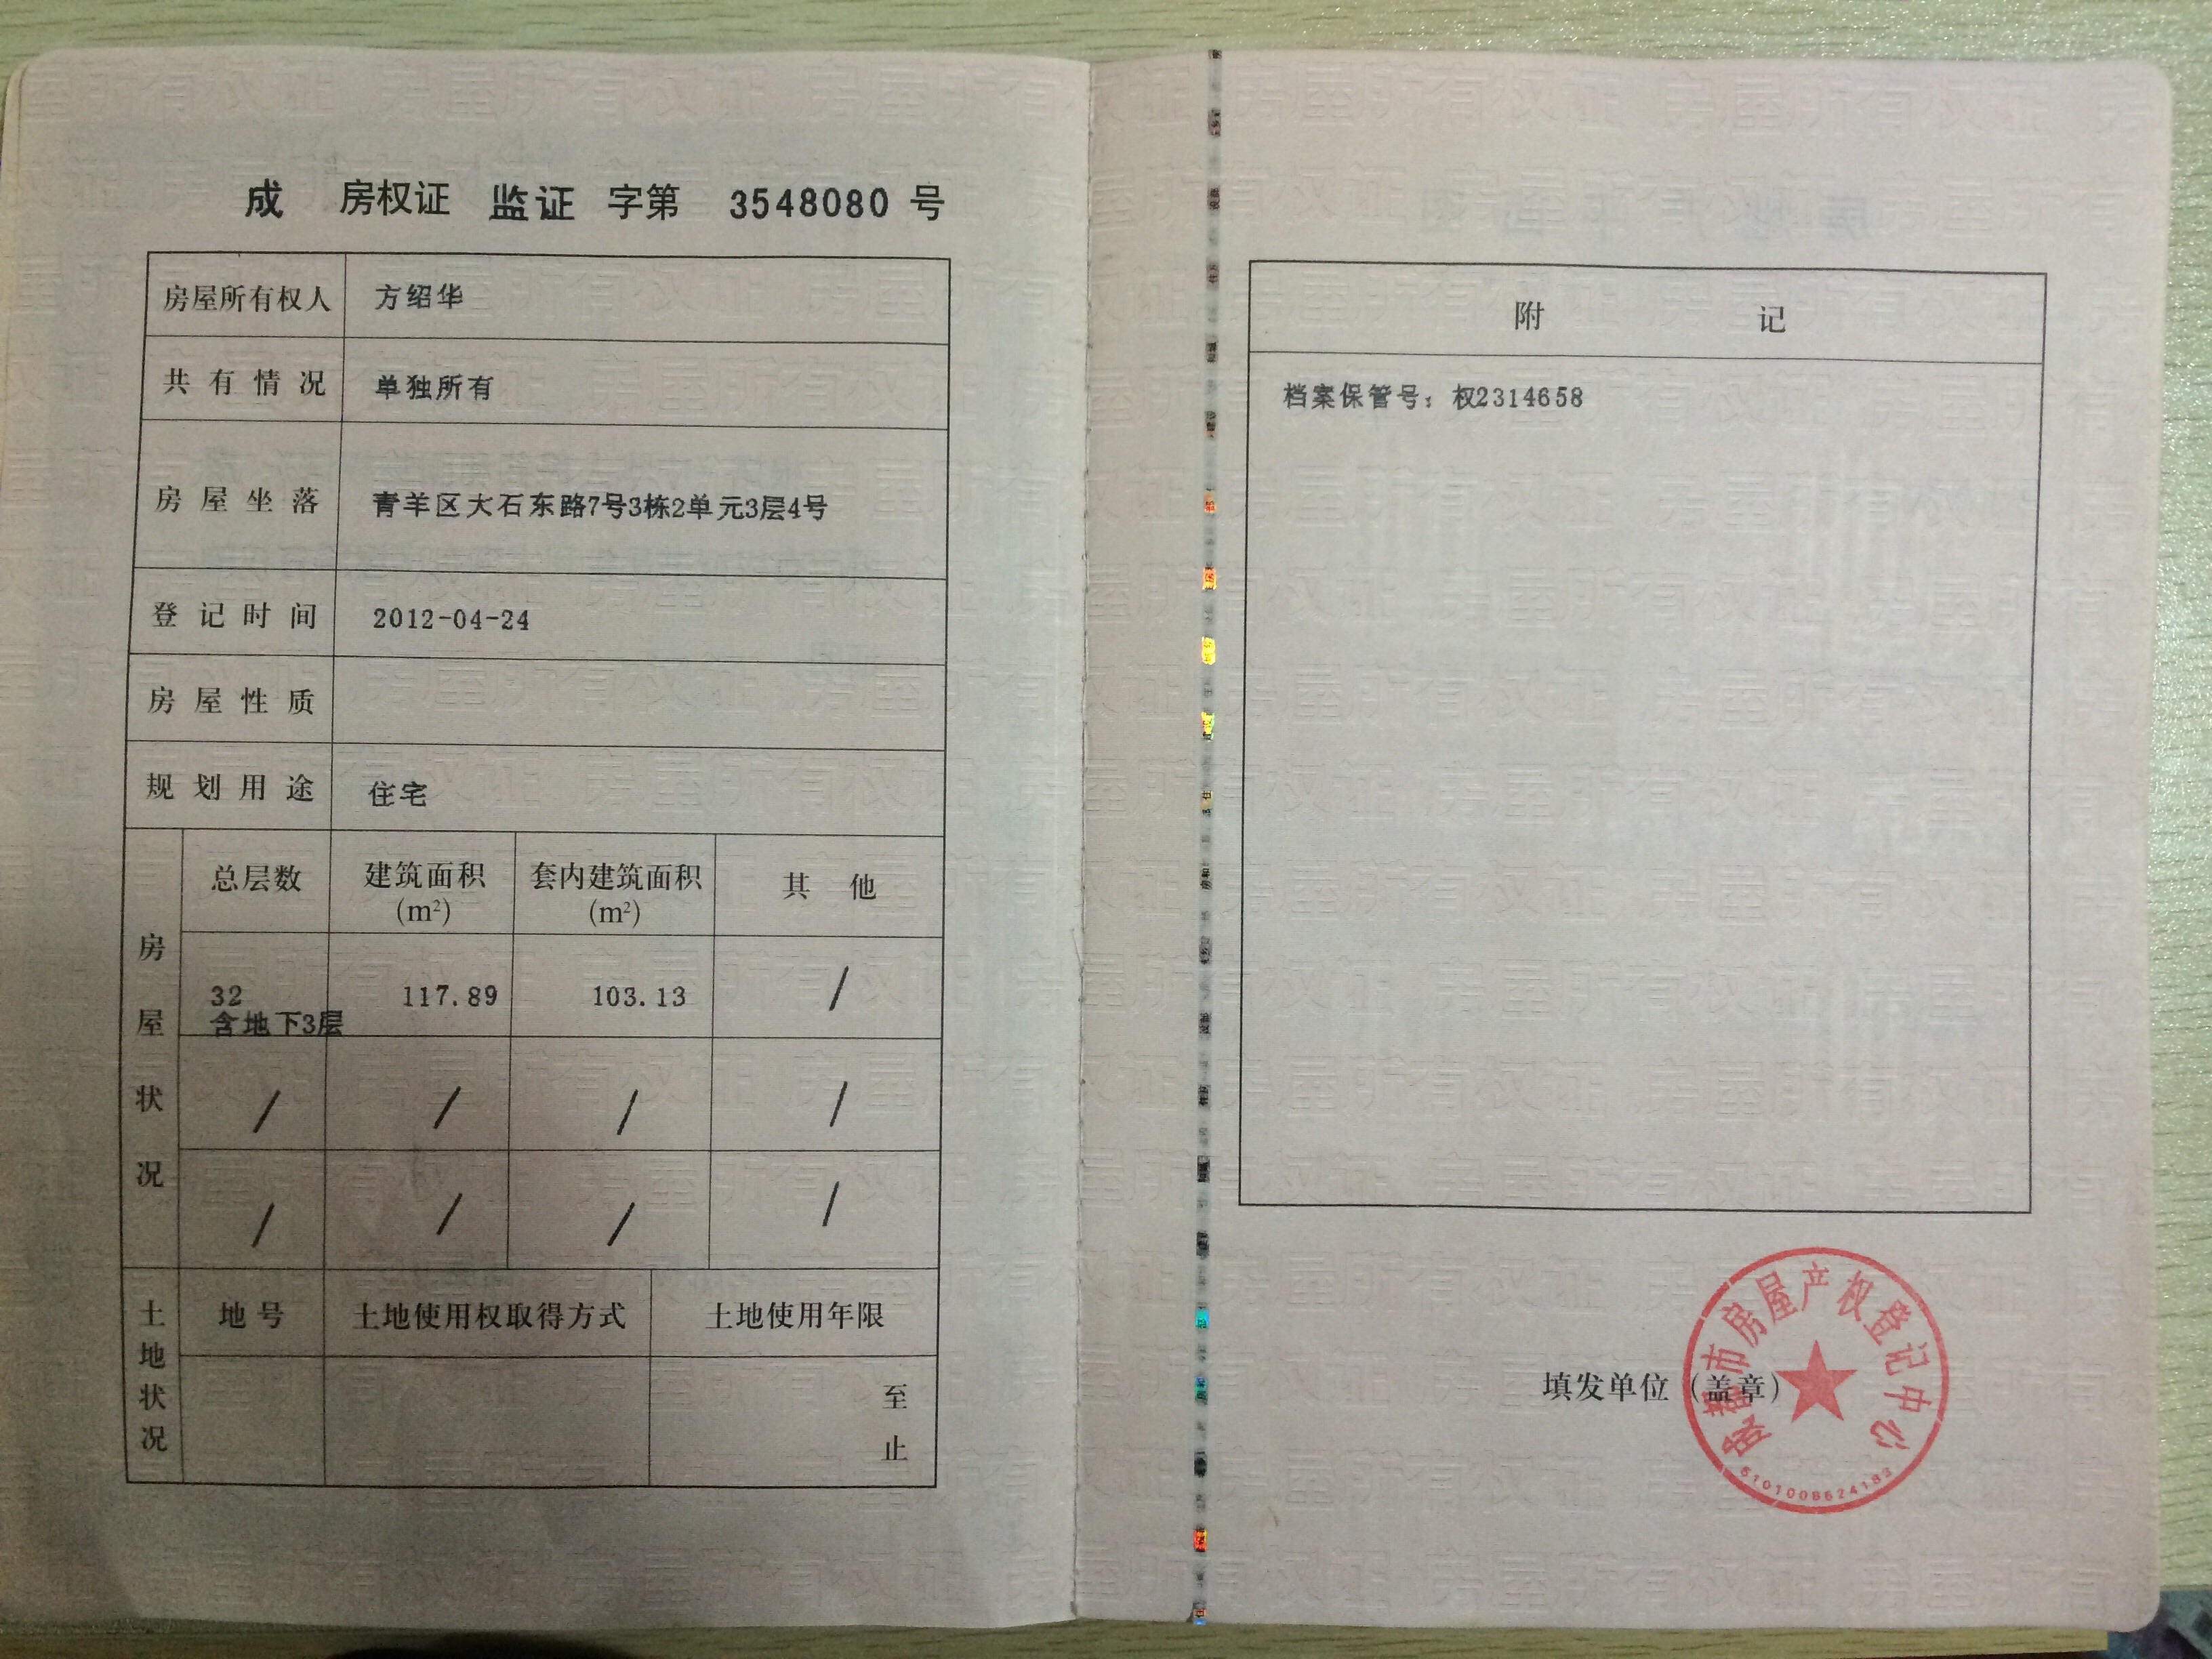 成 房权证 监证 字第 3548080 号
房屋所有权人 方绍华
共有情况 单独所有
房屋坐落 青羊区大石东路7号3栋2单元3层4号
登记时间 2012-04-24
房屋性质
规划用途 住宅
房屋状况
总层数 建筑面积(m²) 套内建筑面积(m²) 其他
32 117.89 103.13 /
含地下3层
/ / / /
/ / / /
土地状况
地号 土地使用权取得方式 土地使用年限
至
止
附记
档案保管号：权2314658
填发单位（盖章）
成都市房屋产权登记中心